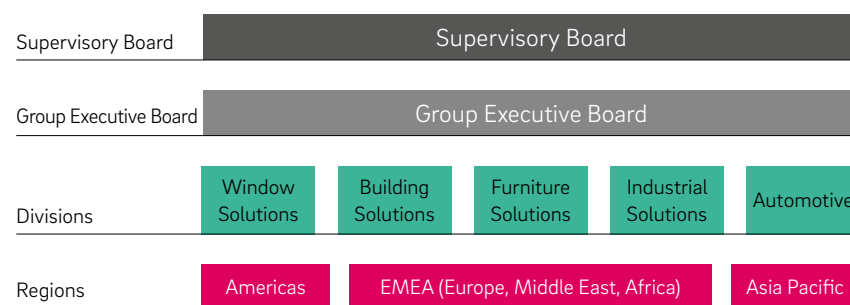 Supervisory Board Supervisory Board
Group Executive Board Group Executive Board
Divisions
Window Solutions
Building Solutions
Furniture Solutions
Industrial Solutions
Automotive
Regions Americas EMEA (Europe, Middle East, Africa) Asia Pacific